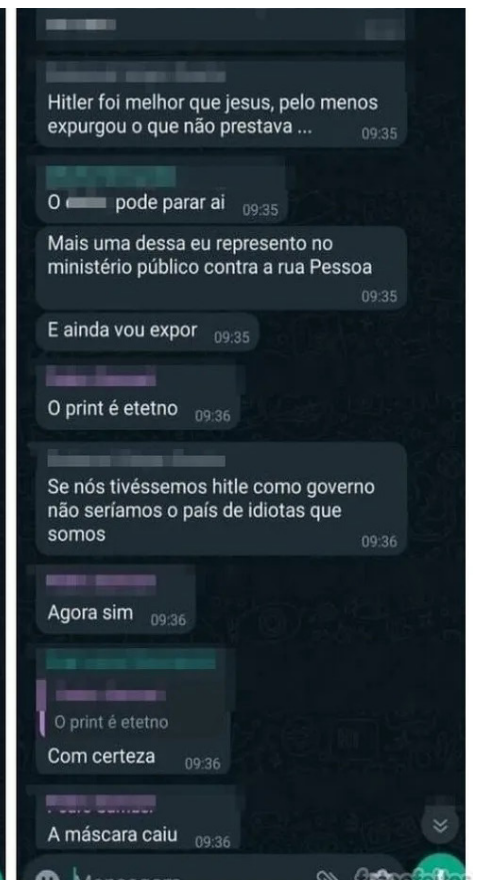 Hitler foi melhor que jesus, pelo menos
expurgou o que não prestava ... 09:35
O pode parar ai 09:35
Mais uma dessa eu represento no
ministério público contra a rua Pessoa
09:35
E ainda vou expor 09:35
O print é etetno 09:36
Se nós tivéssemos hitle como governo
não seríamos o país de idiotas que
somos 09:36
Agora sim 09:36
O print é etetno
Com certeza 09:36
A máscara caiu 09:36